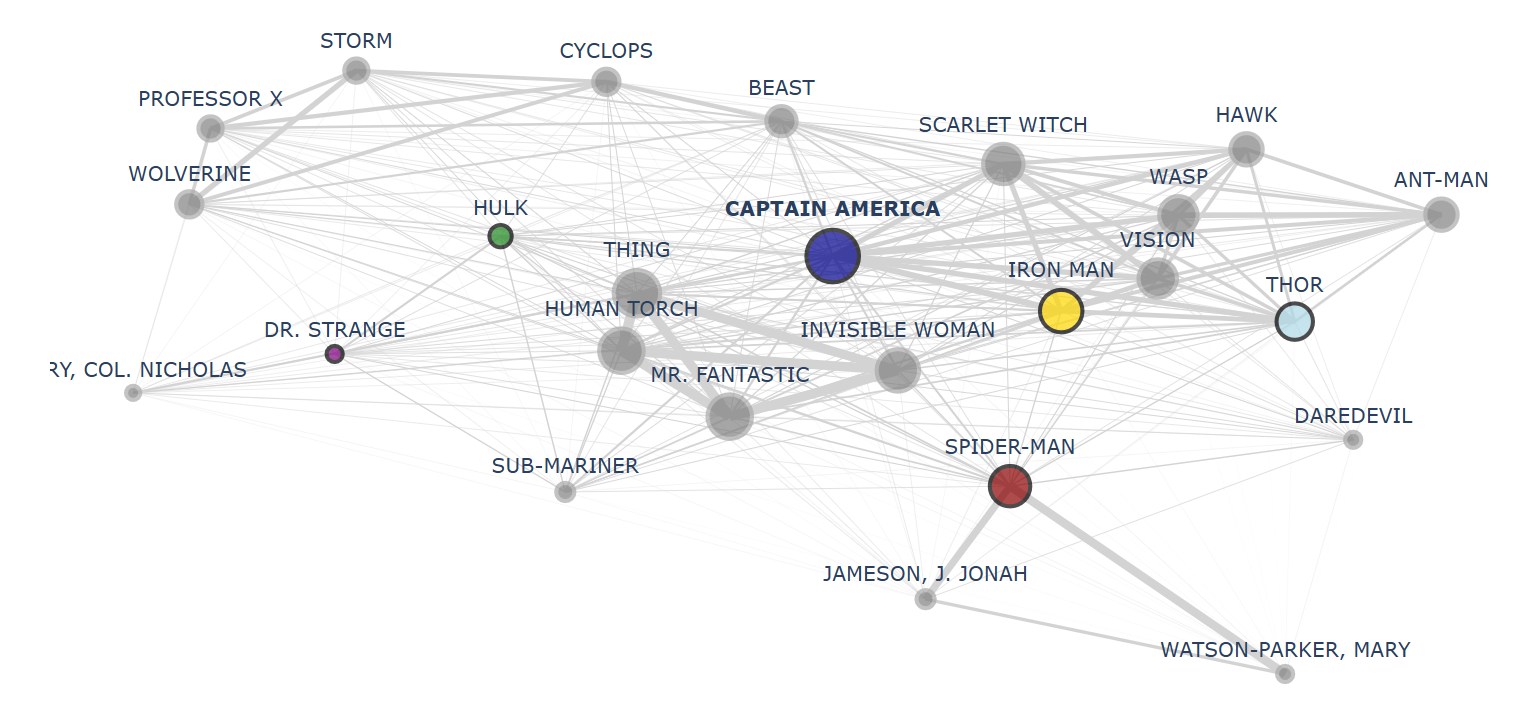 STORM
CYCLOPS
BEAST
PROFESSOR X
HAWK
SCARLET WITCH
WOLVERINE
WASP
ANT-MAN
HULK
CAPTAIN AMERICA
VISION
THING
IRON MAN
THOR
HUMAN TORCH
DR. STRANGE
INVISIBLE WOMAN
RY, COL. NICHOLAS
MR. FANTASTIC
DAREDEVIL
SPIDER-MAN
SUB-MARINER
JAMESON, J. JONAH
WATSON-PARKER, MARY